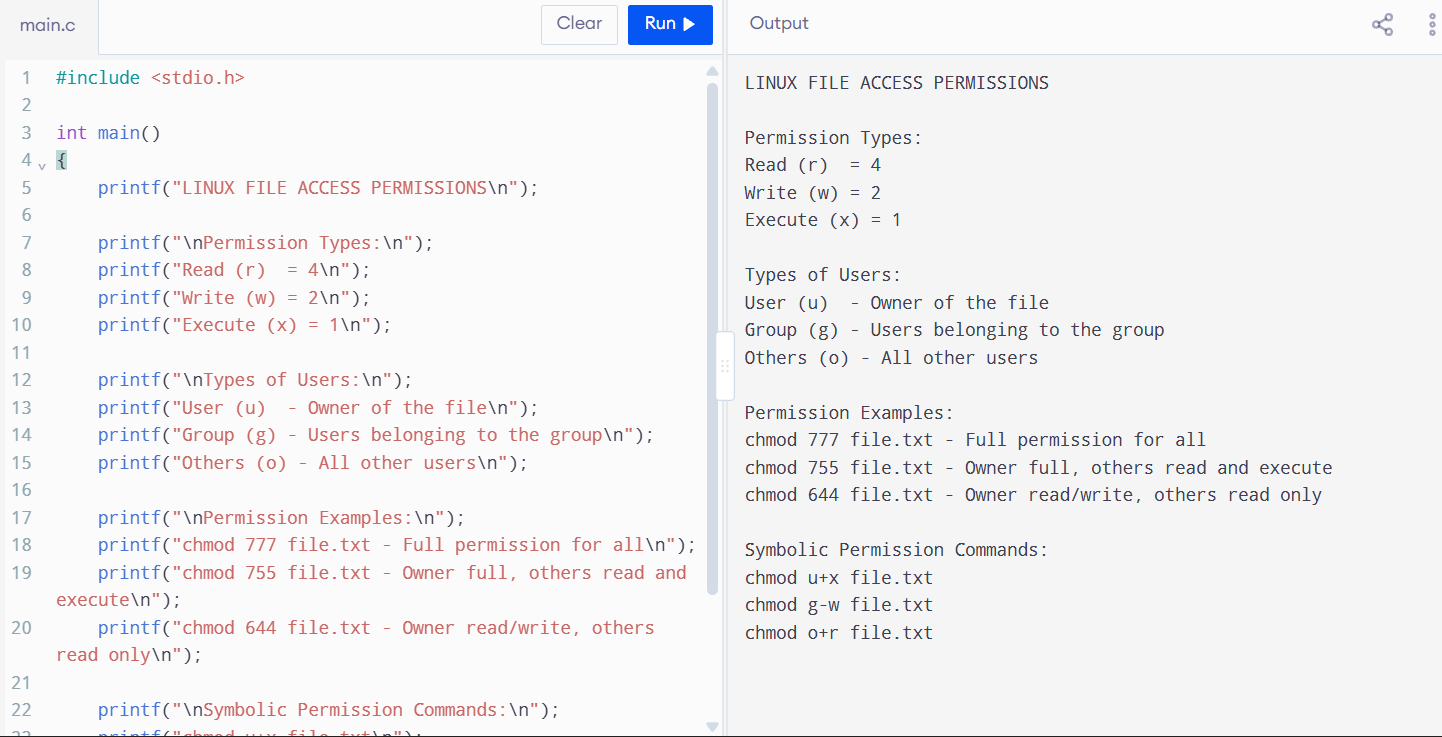 main.c
Clear
Run
1 #include <stdio.h>
2
3 int main()
4 {
5 printf("LINUX FILE ACCESS PERMISSIONS\n");
6
7 printf("\nPermission Types:\n");
8 printf("Read (r)  = 4\n");
9 printf("Write (w) = 2\n");
10 printf("Execute (x) = 1\n");
11
12 printf("\nTypes of Users:\n");
13 printf("User (u)  - Owner of the file\n");
14 printf("Group (g) - Users belonging to the group\n");
15 printf("Others (o) - All other users\n");
16
17 printf("\nPermission Examples:\n");
18 printf("chmod 777 file.txt - Full permission for all\n");
19 printf("chmod 755 file.txt - Owner full, others read and
execute\n");
20 printf("chmod 644 file.txt - Owner read/write, others
read only\n");
21
22 printf("\nSymbolic Permission Commands:\n");
23 printf("chmod u+x file.txt\n");
Output
LINUX FILE ACCESS PERMISSIONS

Permission Types:
Read (r)  = 4
Write (w) = 2
Execute (x) = 1

Types of Users:
User (u)  - Owner of the file
Group (g) - Users belonging to the group
Others (o) - All other users

Permission Examples:
chmod 777 file.txt - Full permission for all
chmod 755 file.txt - Owner full, others read and execute
chmod 644 file.txt - Owner read/write, others read only

Symbolic Permission Commands:
chmod u+x file.txt
chmod g-w file.txt
chmod o+r file.txt